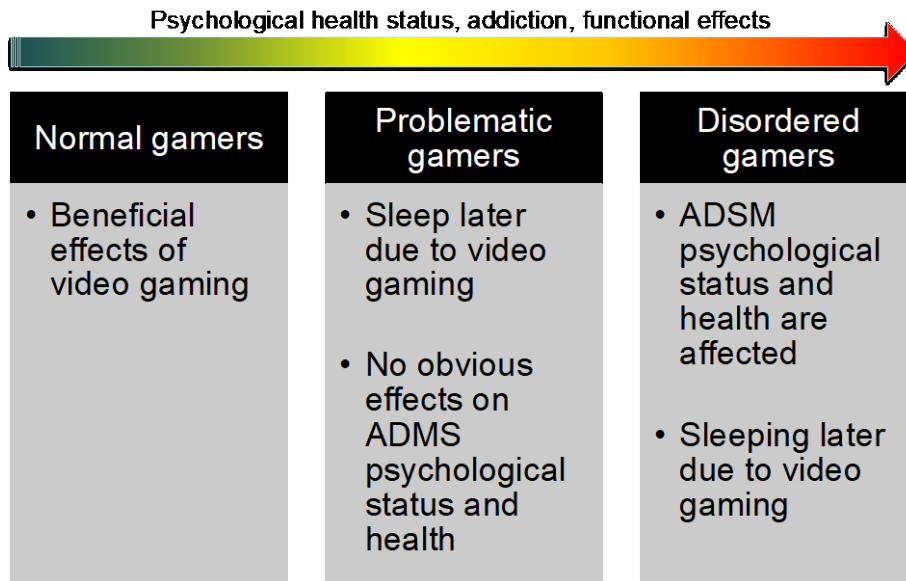 Psychological health status, addiction, functional effects
Normal gamers
• Beneficial
effects of
video gaming
Problematic
gamers
• Sleep later
due to video
gaming
• No obvious
effects on
ADMS
psychological
status and
health
Disordered
gamers
• ADSM
psychological
status and
health are
affected
• Sleeping later
due to video
gaming